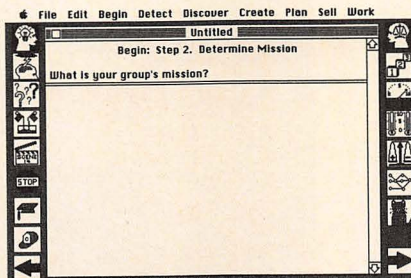 File Edit Begin Detect Discover Create Plan Sell Work
Untitled
Begin: Step 2. Determine Mission
What is your group's mission?
STOP